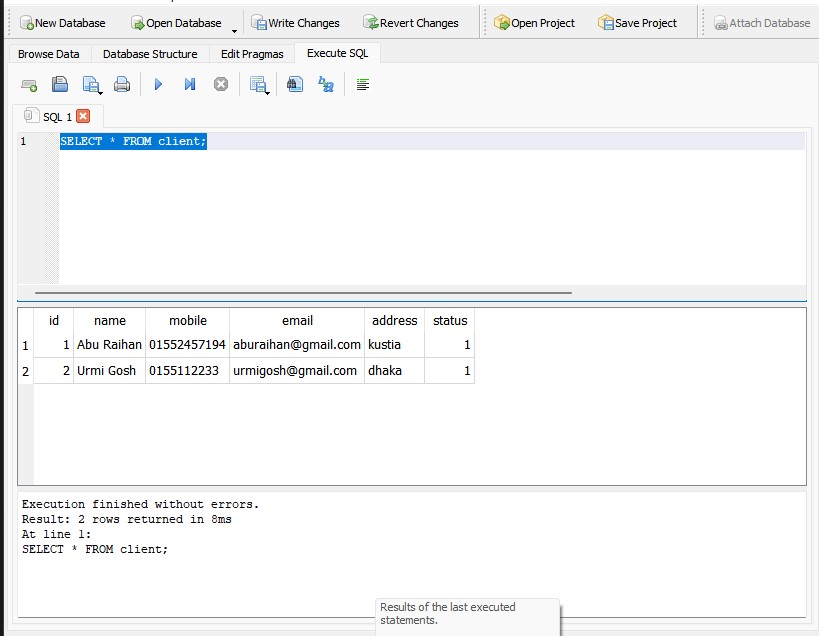 New Database Open Database Write Changes Revert Changes Open Project Save Project Attach Database
Browse Data Database Structure Edit Pragmas Execute SQL
SQL 1
1 SELECT * FROM client;
id name mobile email address status
1 1 Abu Raihan 01552457194 aburaihan@gmail.com kustia 1
2 2 Urmi Gosh 0155112233 urmigosh@gmail.com dhaka 1
Execution finished without errors.
Result: 2 rows returned in 8ms
At line 1:
SELECT * FROM client;
Results of the last executed
statements.